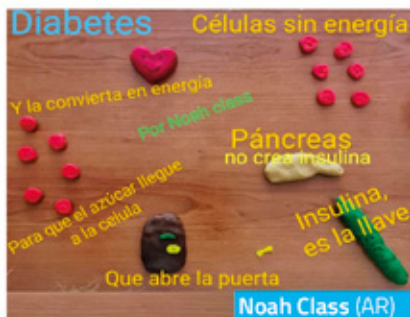 Diabetes
Células sin energía
Y la convierta en energía
Por Noah class
Páncreas
no crea insulina
Para que el azúcar llegue
a la celula
Insulina,
es la llave
Que abre la puerta
Noah Class (AR)